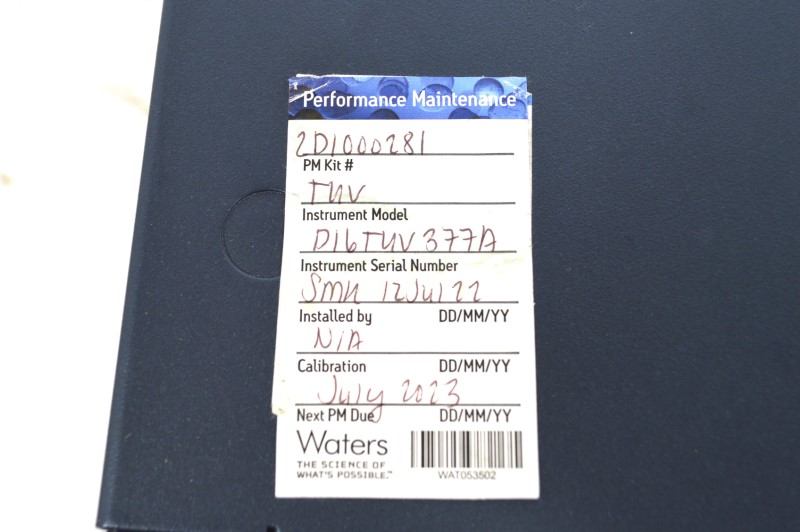 Performance Maintenance
2D1000281
PM Kit #
TUV
Instrument Model
D16TUV377A
Instrument Serial Number
SMK 12Jul22
Installed by DD/MM/YY
N/A
Calibration DD/MM/YY
July 2023
Next PM Due DD/MM/YY
Waters
THE SCIENCE OF
WHAT'S POSSIBLE.™
WAT053502